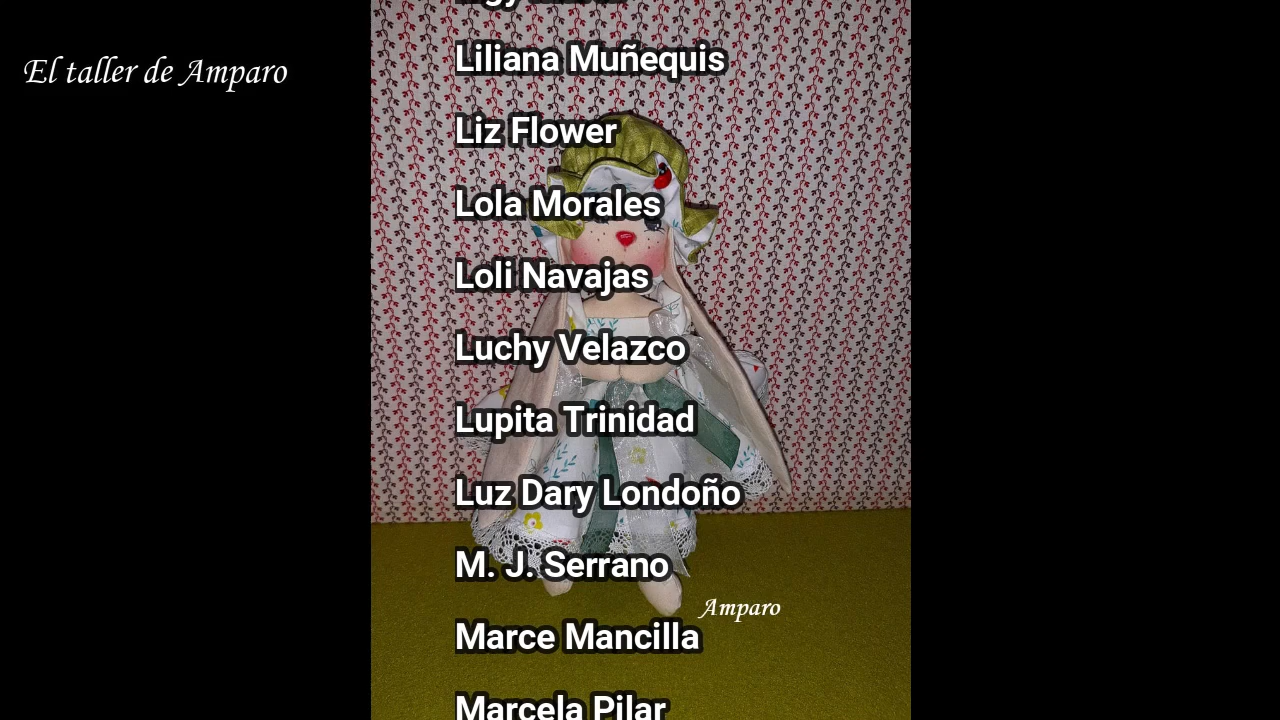 El taller de Amparo
Liliana Muñequis
Liz Flower
Lola Morales
Loli Navajas
Luchy Velazco
Lupita Trinidad
Luz Dary Londoño
M. J. Serrano
Amparo
Marce Mancilla
Marcela Pilar